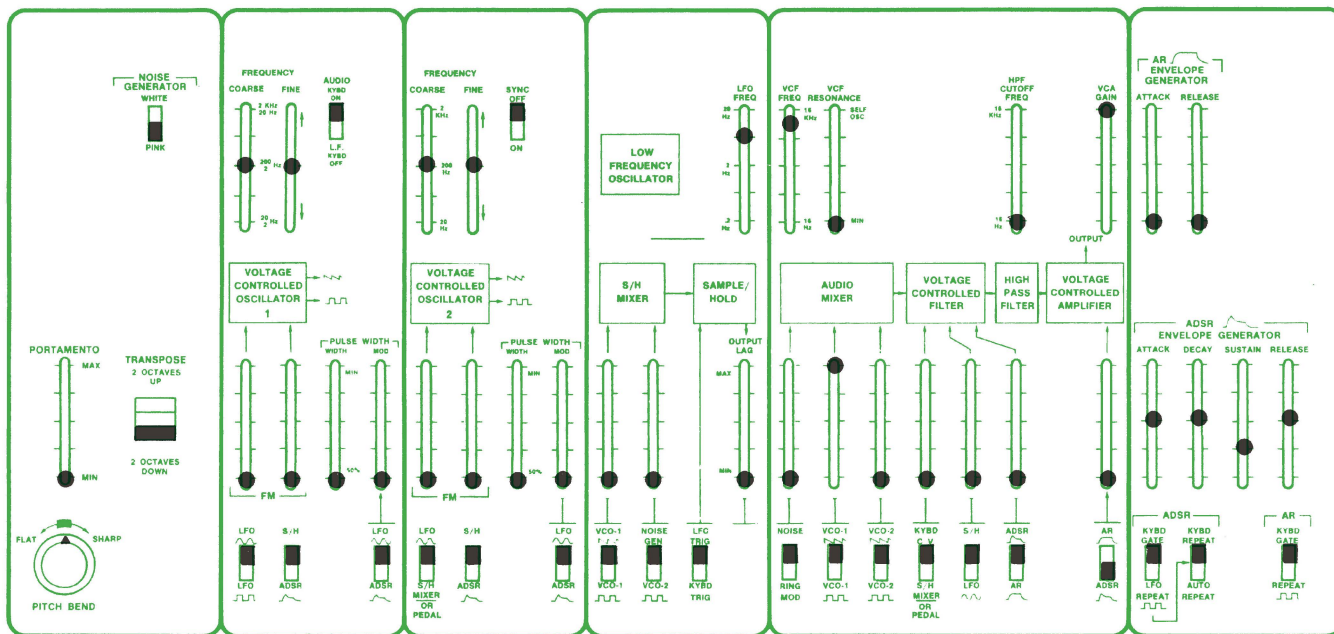 NOISE
GENERATOR
WHITE
PINK
PORTAMENTO
MAX
MIN
TRANSPOSE
2 OCTAVES
UP
2 OCTAVES
DOWN
FLAT
SHARP
PITCH BEND
FREQUENCY
COARSE
FINE
2 KHz
20 Hz
200
2
Hz
20
2
Hz
AUDIO
KYBD
ON
L.F.
KYBD
OFF
VOLTAGE
CONTROLLED
OSCILLATOR
1
PULSE WIDTH
WIDTH
MOD
MIN
50%
FM
LFO
LFO
S/H
ADSR
LFO
ADSR
FREQUENCY
COARSE
FINE
2
KHz
200
Hz
20
Hz
SYNC
OFF
ON
VOLTAGE
CONTROLLED
OSCILLATOR
2
PULSE WIDTH
WIDTH
MOD
MIN
50%
FM
LFO
S/H
MIXER
OR
PEDAL
S/H
ADSR
LFO
ADSR
LOW
FREQUENCY
OSCILLATOR
LFO
FREQ
20
Hz
2
Hz
.2
Hz
S/H
MIXER
SAMPLE/
HOLD
OUTPUT
LAG
MAX
MIN
VCO-1
VCO-1
NOISE
GEN
VCO-2
TRIG
KYBD
TRIG
VCF
FREQ
16
KHz
16
Hz
VCF
RESONANCE
SELF
OSC
MIN
HPF
CUTOFF
FREQ
16
KHz
16
Hz
VCA
GAIN
OUTPUT
AUDIO
MIXER
VOLTAGE
CONTROLLED
FILTER
HIGH
PASS
FILTER
VOLTAGE
CONTROLLED
AMPLIFIER
NOISE
RING
MOD
VCO-1
VCO-1
VCO-2
VCO-2
KYBD
C V
S/H
MIXER
OR
PEDAL
S/H
LFO
ADSR
AR
AR
ADSR
AR
ENVELOPE
GENERATOR
ATTACK
RELEASE
ADSR
ENVELOPE GENERATOR
ATTACK
DECAY
SUSTAIN
RELEASE
ADSR
KYBD
GATE
LFO
REPEAT
KYBD
REPEAT
AUTO
REPEAT
AR
KYBD
GATE
REPEAT